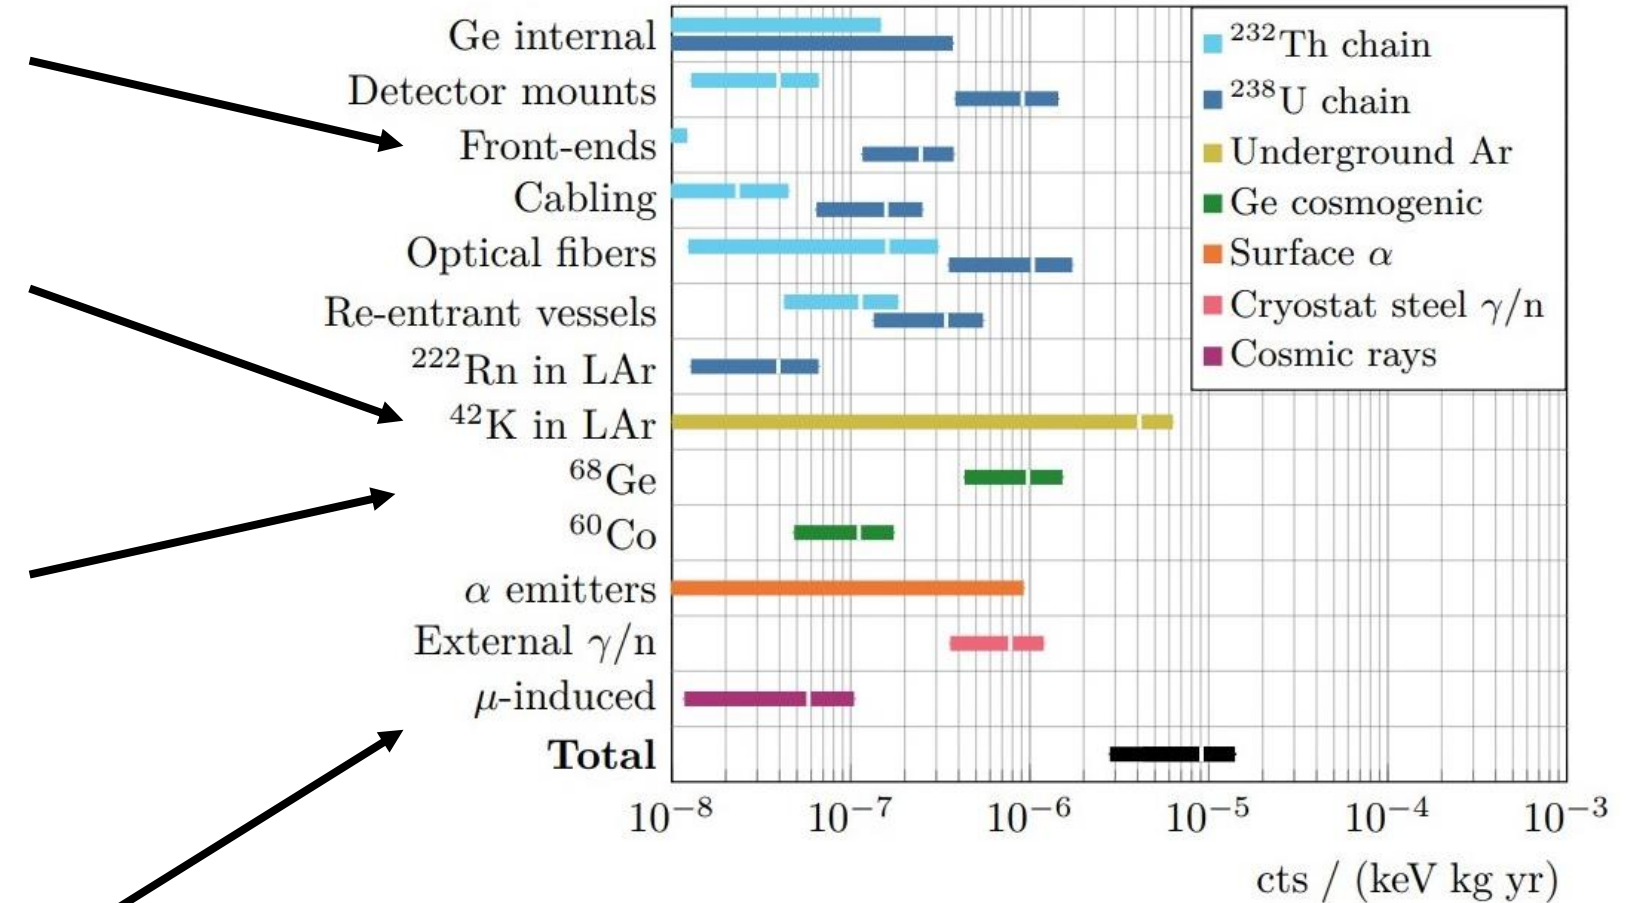 Ge internal
Detector mounts
Front-ends
Cabling
Optical fibers
Re-entrant vessels
²²²Rn in LAr
⁴²K in LAr
⁶⁸Ge
⁶⁰Co
α emitters
External γ/n
μ-induced
Total
²³²Th chain
²³⁸U chain
Underground Ar
Ge cosmogenic
Surface α
Cryostat steel γ/n
Cosmic rays
10⁻⁸ 10⁻⁷ 10⁻⁶ 10⁻⁵ 10⁻⁴ 10⁻³
cts / (keV kg yr)